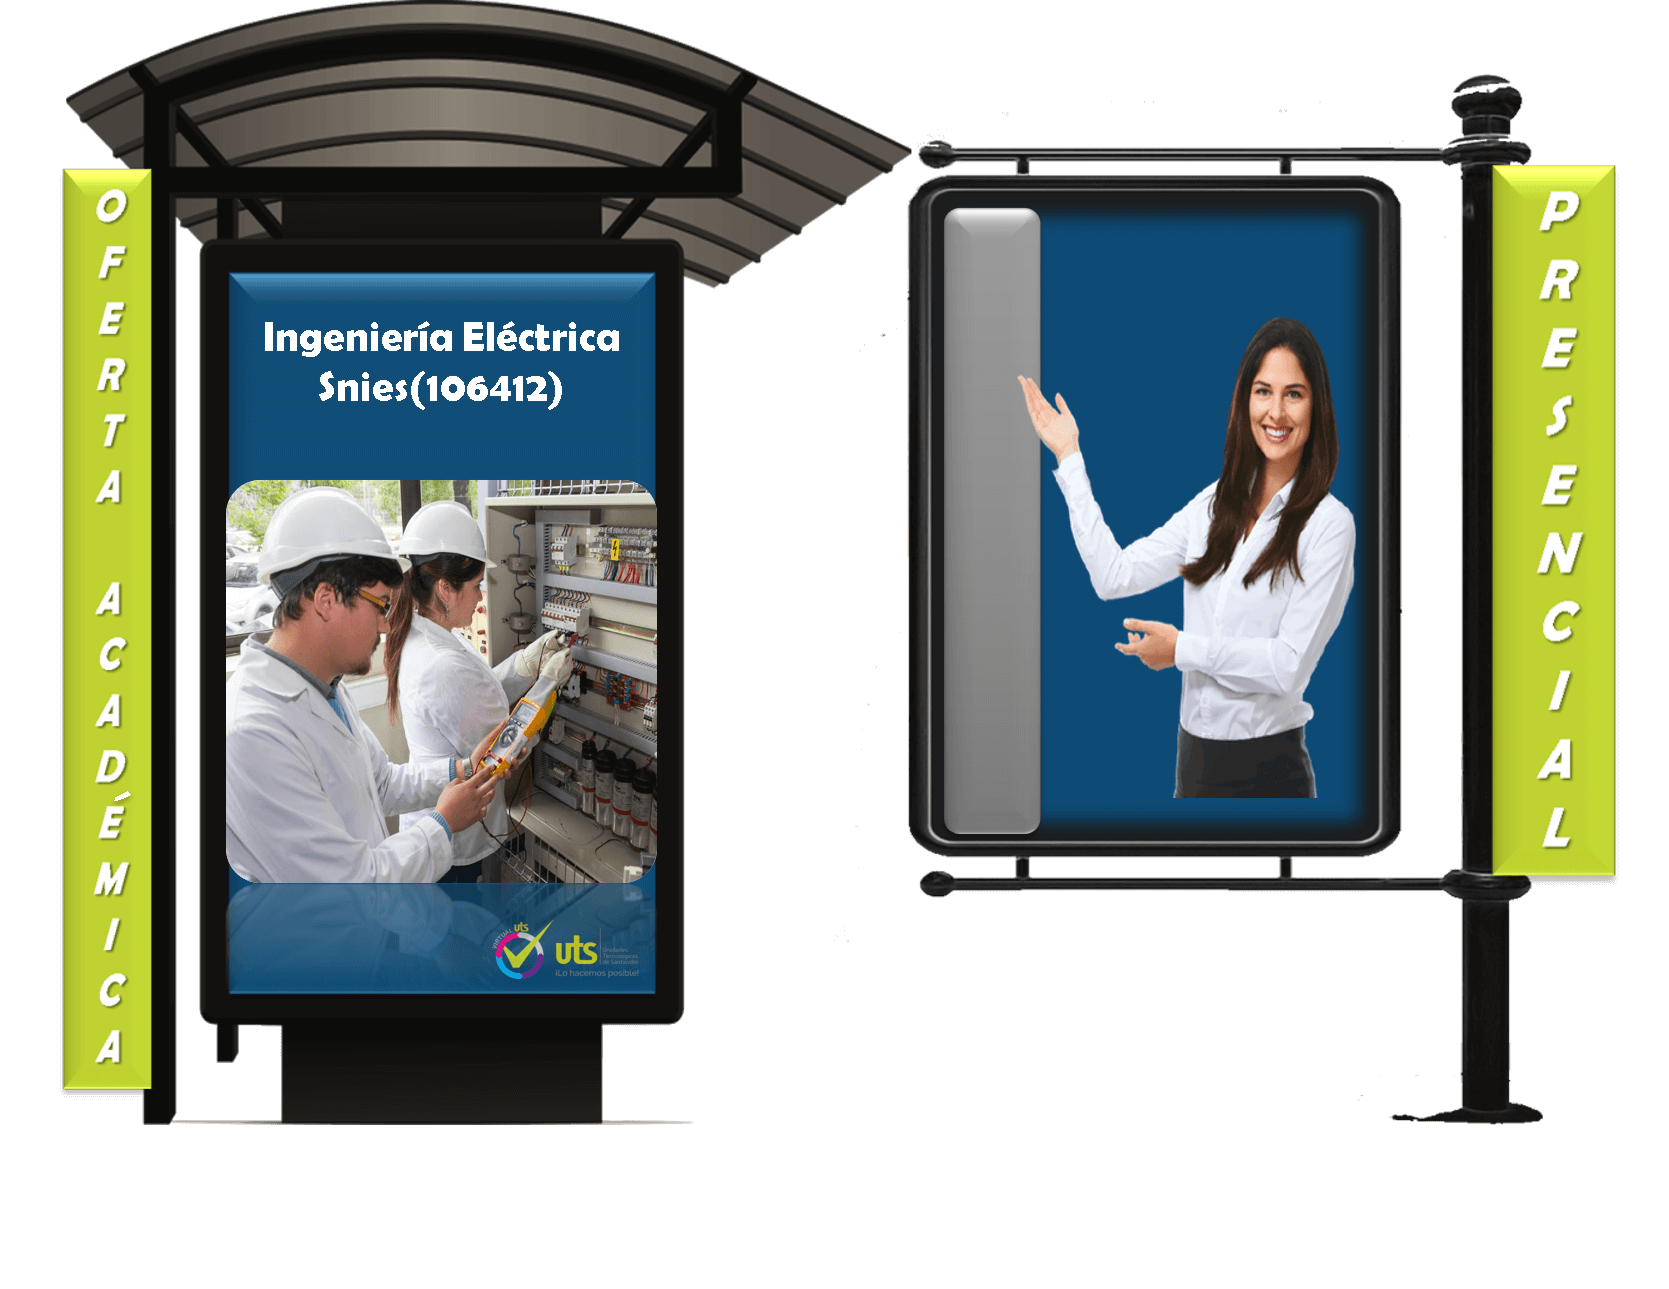 OFERTA ACADÉMICA
Ingeniería Eléctrica
Snies(106412)
VIRTUAL uts
uts
Unidades
Tecnológicas
de Santander
¡Lo hacemos posible!
PRESENCIAL